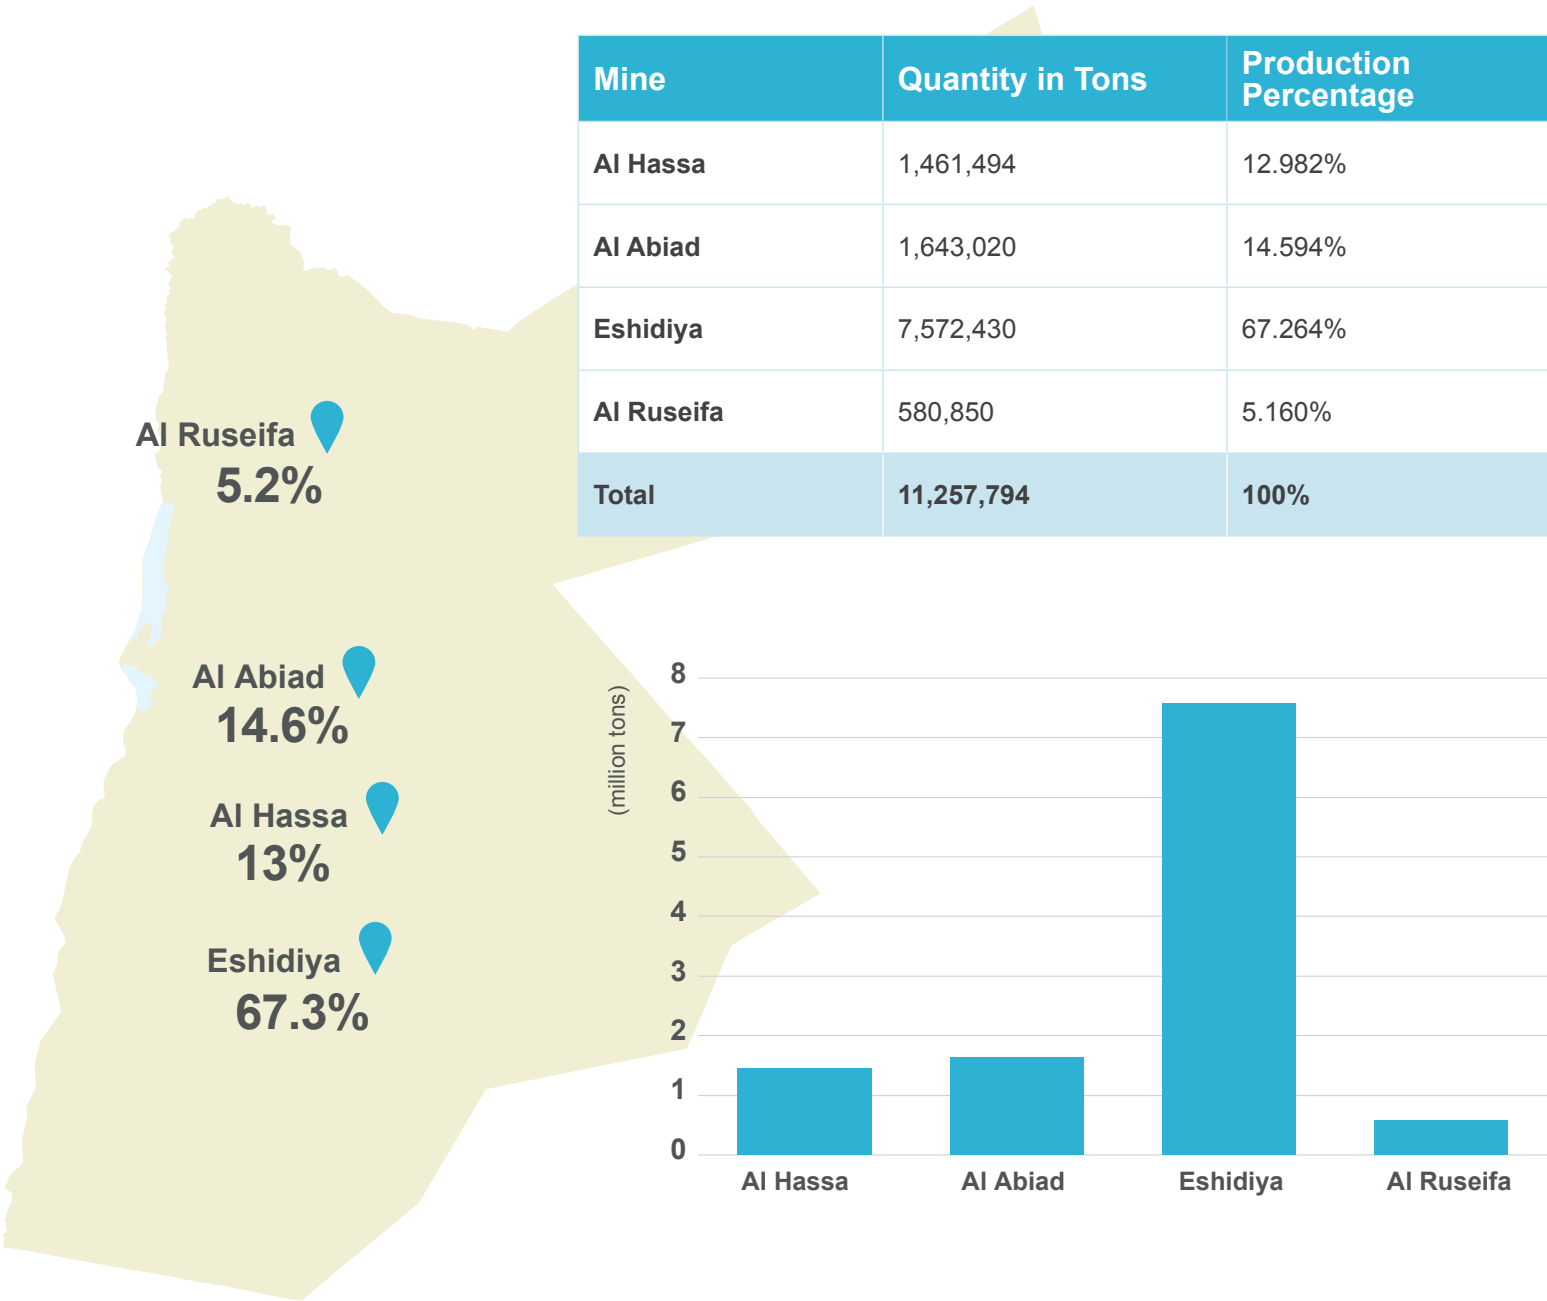 Mine Quantity in Tons Production Percentage
Al Hassa 1,461,494 12.982%
Al Abiad 1,643,020 14.594%
Eshidiya 7,572,430 67.264%
Al Ruseifa 580,850 5.160%
Total 11,257,794 100%
Al Ruseifa
5.2%
Al Abiad
14.6%
Al Hassa
13%
Eshidiya
67.3%
(million tons)
8
7
6
5
4
3
2
1
0
Al Hassa Al Abiad Eshidiya Al Ruseifa